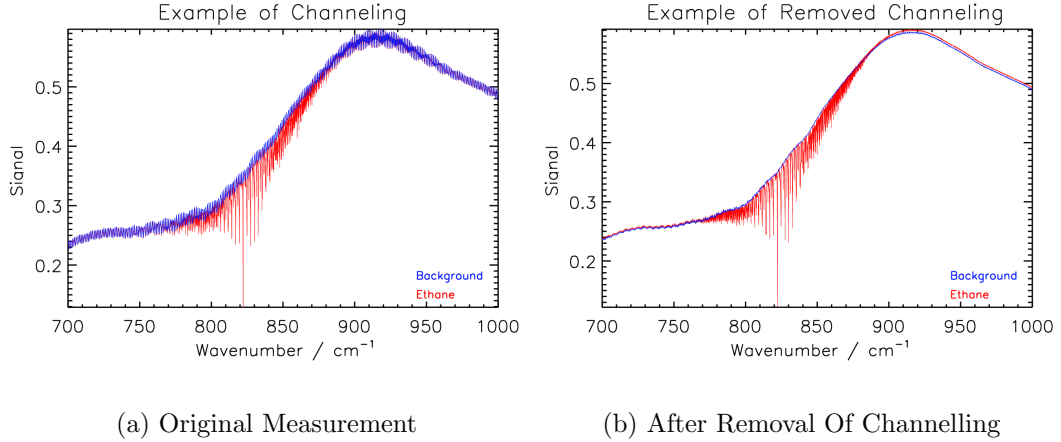 Example of Channeling
Sianal
0.5
0.4
0.3
0.2
Background
Ethane
700 750 800 850 900 950 1000
Wavenumber / cm⁻¹
(a) Original Measurement
Example of Removed Channeling
Sianal
0.5
0.4
0.3
0.2
Background
Ethane
700 750 800 850 900 950 1000
Wavenumber / cm⁻¹
(b) After Removal Of Channelling